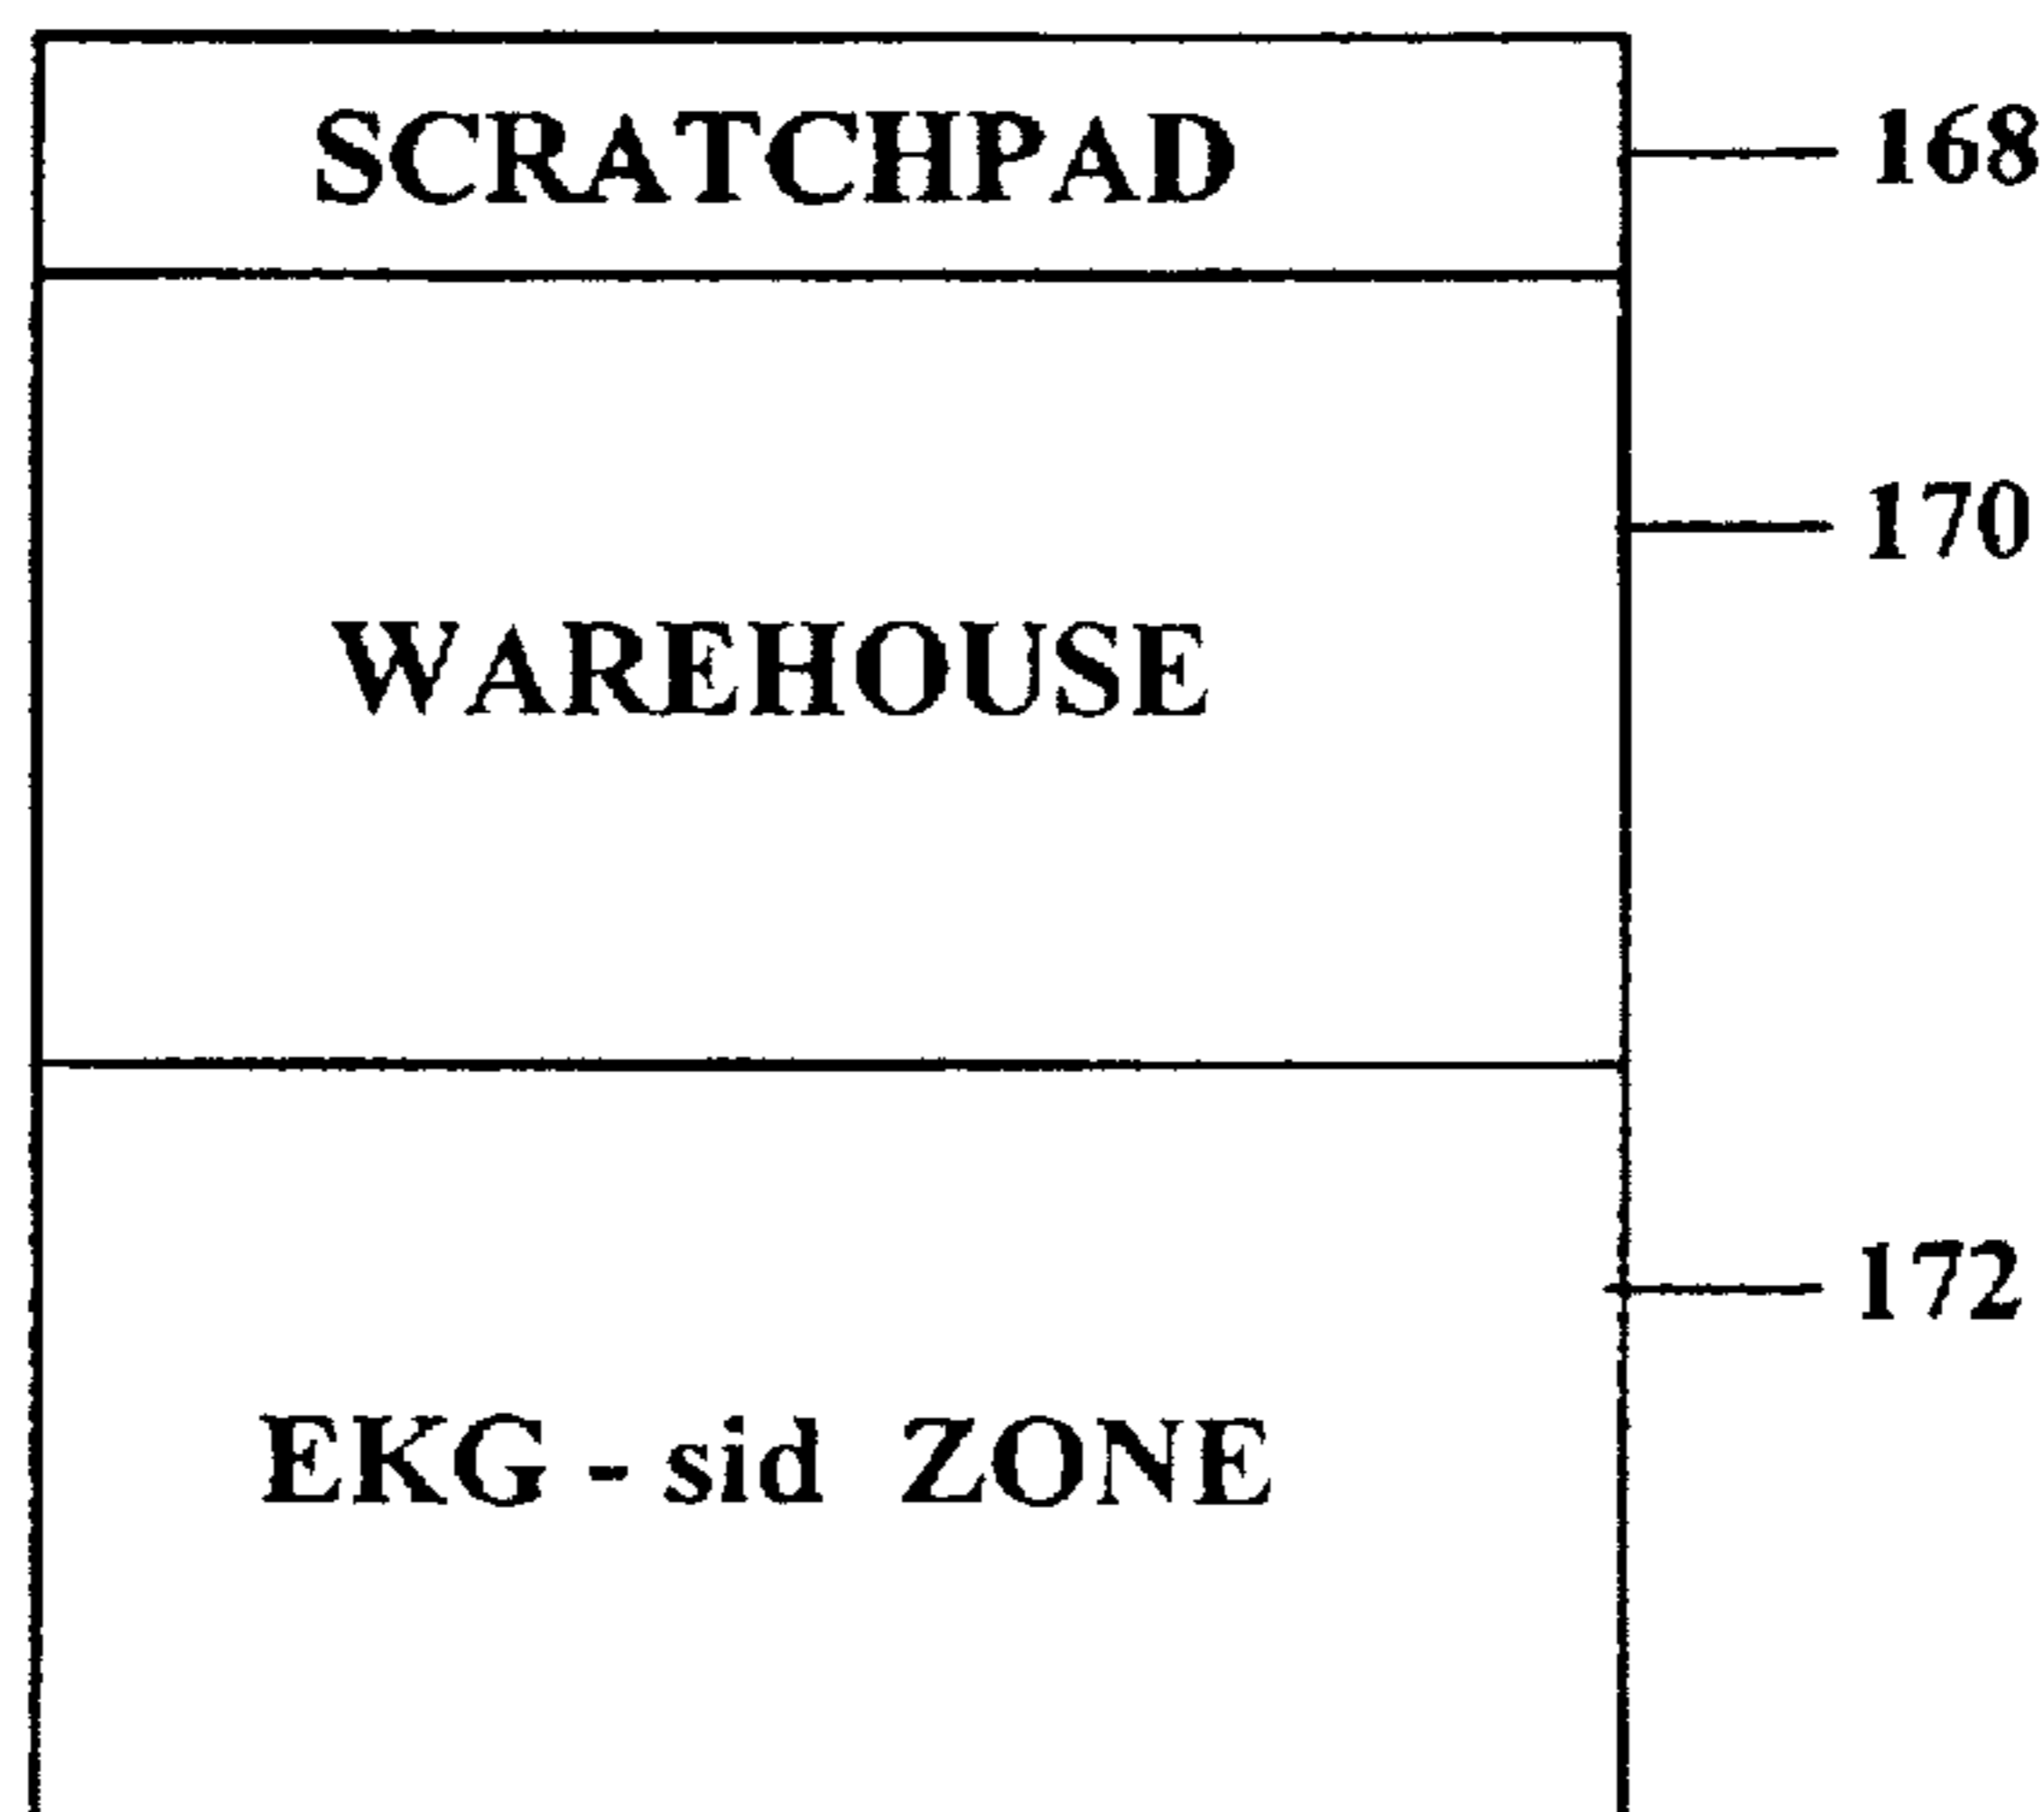 SCRATCHPAD
168
170
WAREHOUSE
172
EKG - sid ZONE